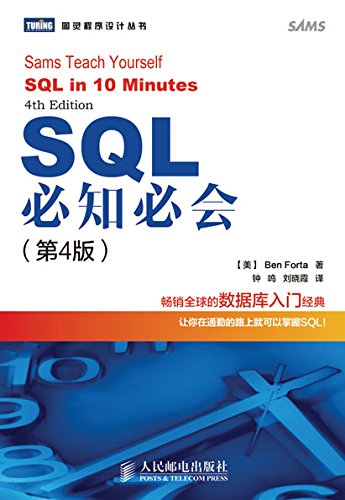 TURING 图灵程序设计丛书
SAMS
Sams Teach Yourself
SQL in 10 Minutes
4th Edition
SQL
必知必会
（第4版）
【美】 Ben Forta 著
钟 鸣 刘晓霞 译
畅销全球的数据库入门经典
让你在通勤的路上就可以掌握SQL!
人民邮电出版社
POSTS & TELECOM PRESS